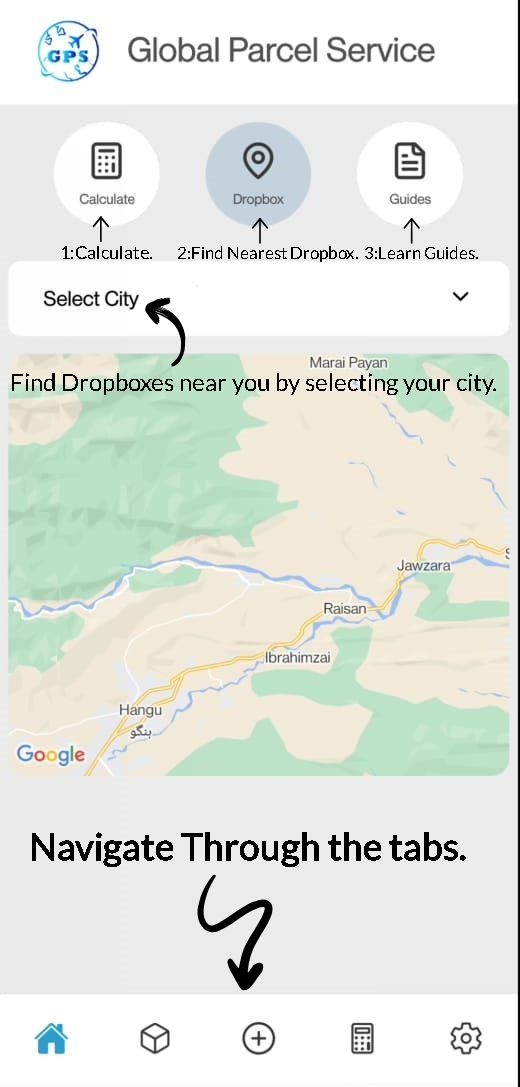 GPS
Global Parcel Service
Calculate
Dropbox
Guides
1:Calculate.
2:Find Nearest Dropbox.
3:Learn Guides.
Select City
Marai Payan
Find Dropboxes near you by selecting your city.
Jawzara
S
Raisan
Ibrahimzai
Hangu
ہنگو
Google
Navigate Through the tabs.